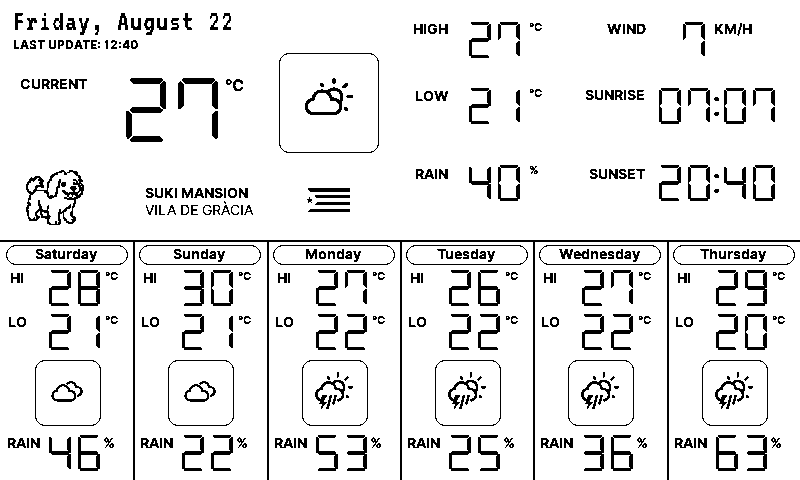 Friday, August 22
LAST UPDATE: 12:40
CURRENT 27 °C
HIGH 27 °C
WIND 7 KM/H
LOW 21 °C
SUNRISE 07:07
RAIN 40 %
SUNSET 20:40
SUKI MANSION
VILA DE GRÀCIA
Saturday
HI 28 °C
LO 21 °C
RAIN 46 %
Sunday
HI 30 °C
LO 21 °C
RAIN 22 %
Monday
HI 27 °C
LO 22 °C
RAIN 53 %
Tuesday
HI 26 °C
LO 22 °C
RAIN 25 %
Wednesday
HI 27 °C
LO 22 °C
RAIN 36 %
Thursday
HI 29 °C
LO 20 °C
RAIN 63 %